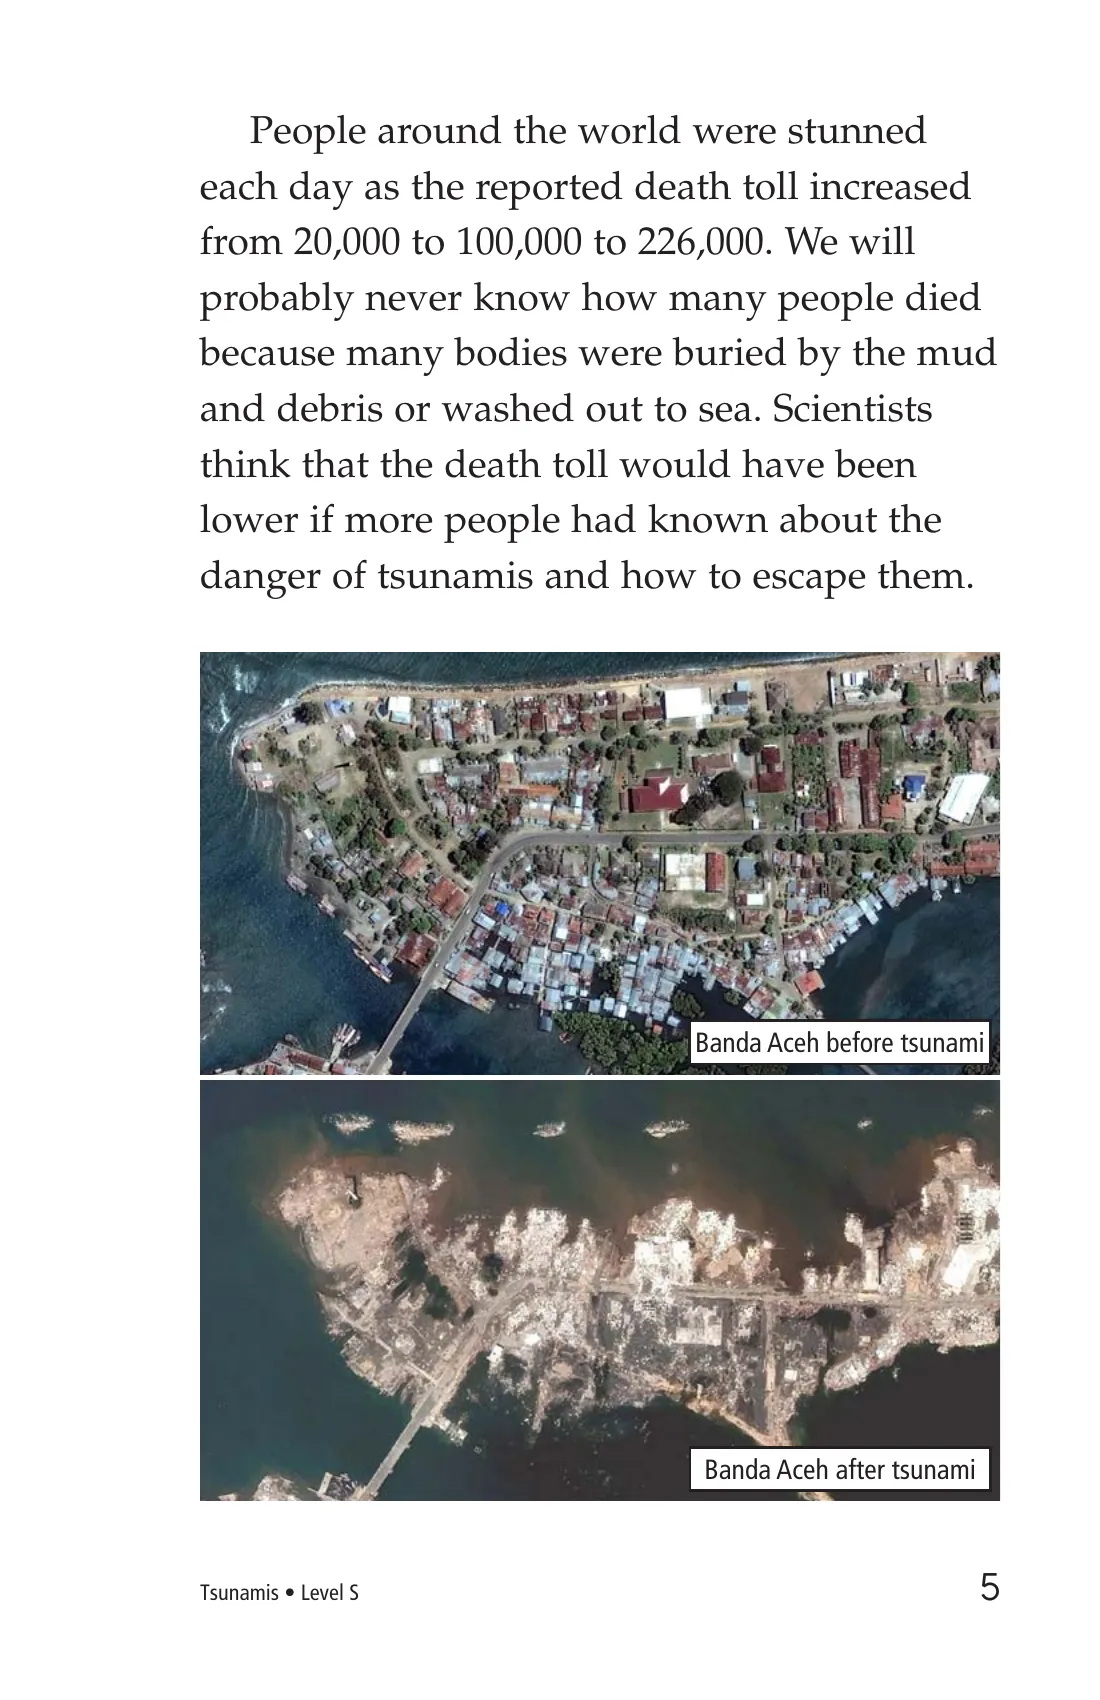 People around the world were stunned
each day as the reported death toll increased
from 20,000 to 100,000 to 226,000. We will
probably never know how many people died
because many bodies were buried by the mud
and debris or washed out to sea. Scientists
think that the death toll would have been
lower if more people had known about the
danger of tsunamis and how to escape them.
Banda Aceh before tsunami
Banda Aceh after tsunami
Tsunamis • Level S
5